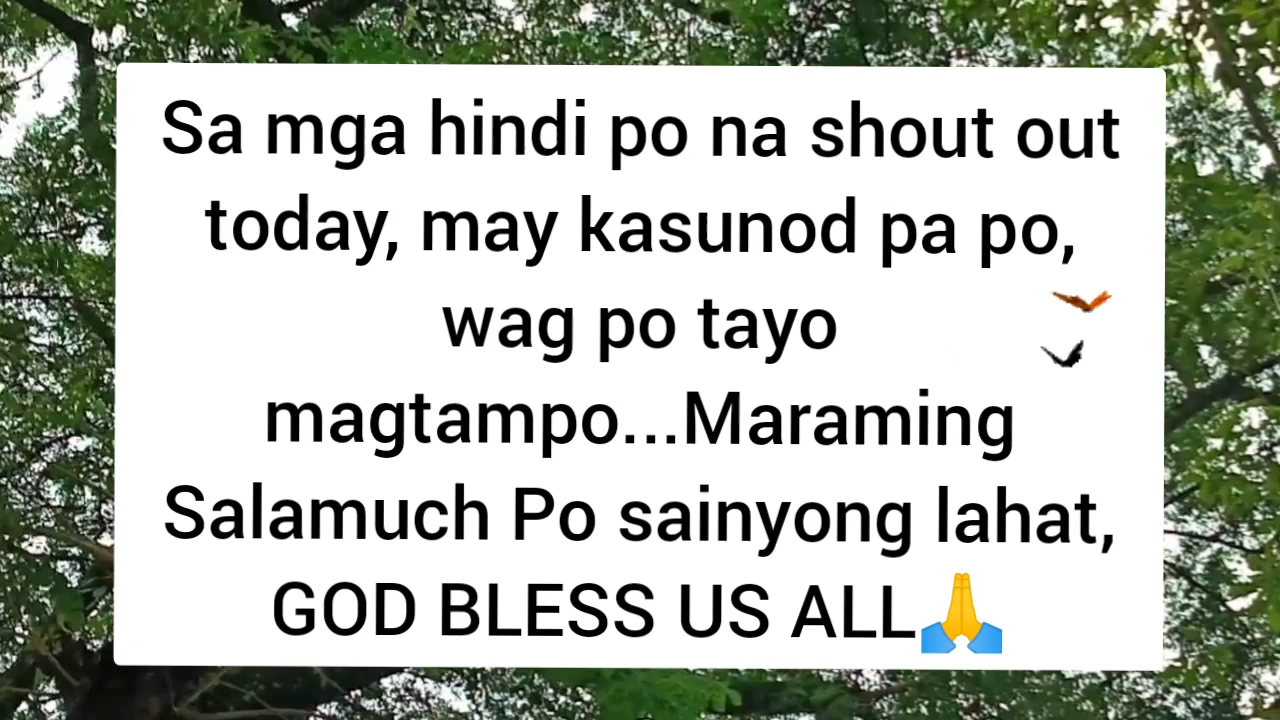 Sa mga hindi po na shout out
today, may kasunod pa po,
wag po tayo
magtampo...Maraming
Salamuch Po sainyong lahat,
GOD BLESS US ALL🙏